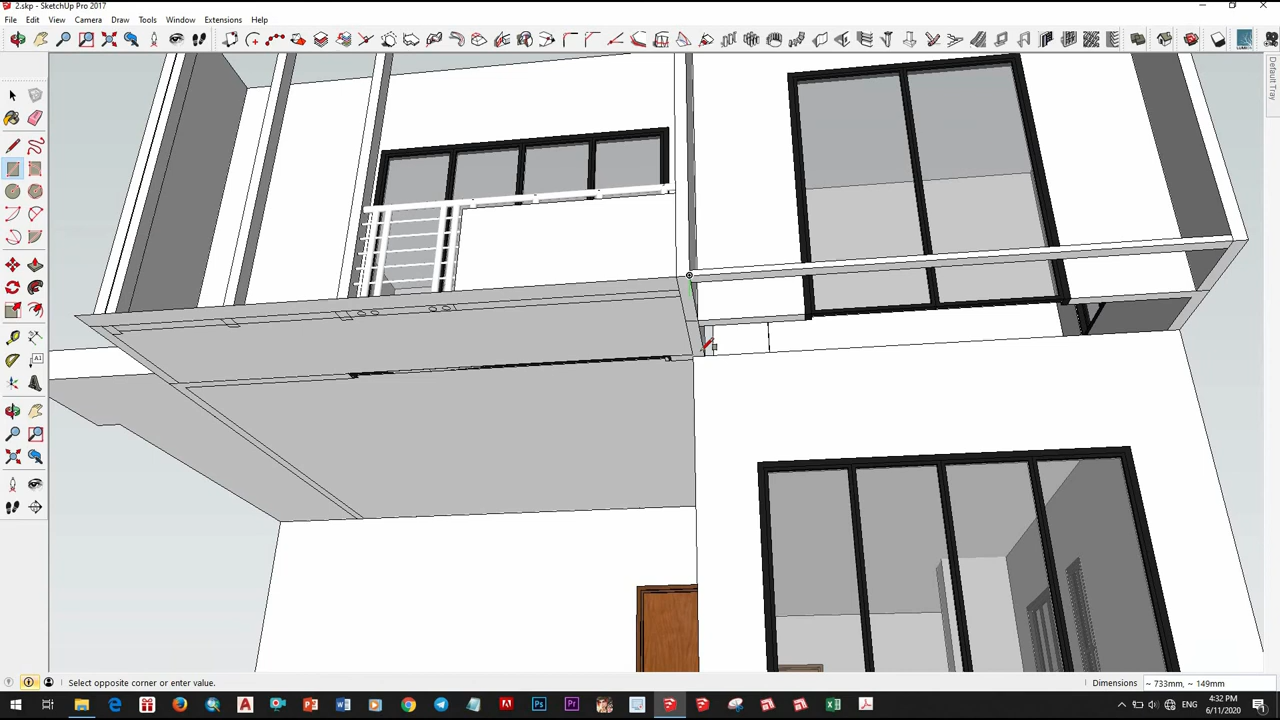 2.skp - SketchUp Pro 2017
File Edit View Camera Draw Tools Window Extensions Help
Default Tray
A1
Select opposite corner or enter value.
Dimensions ~ 733mm, ~ 149mm
ENG 4:32 PM
6/11/2020